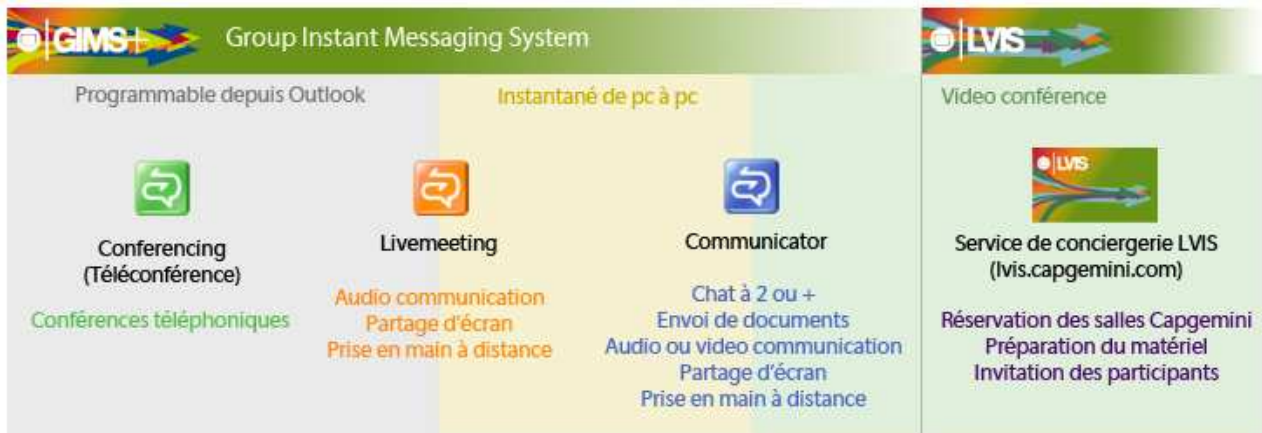 GIMS+
Group Instant Messaging System
LVIS
Programmable depuis Outlook
Instantané de pc à pc
Video conférence
LVIS
Conferencing
(Téléconférence)
Conférences téléphoniques
Livemeeting
Audio communication
Partage d'écran
Prise en main à distance
Communicator
Chat à 2 ou +
Envoi de documents
Audio ou video communication
Partage d'écran
Prise en main à distance
Service de conciergerie LVIS
(lvis.capgemini.com)
Réservation des salles Capgemini
Préparation du matériel
Invitation des participants